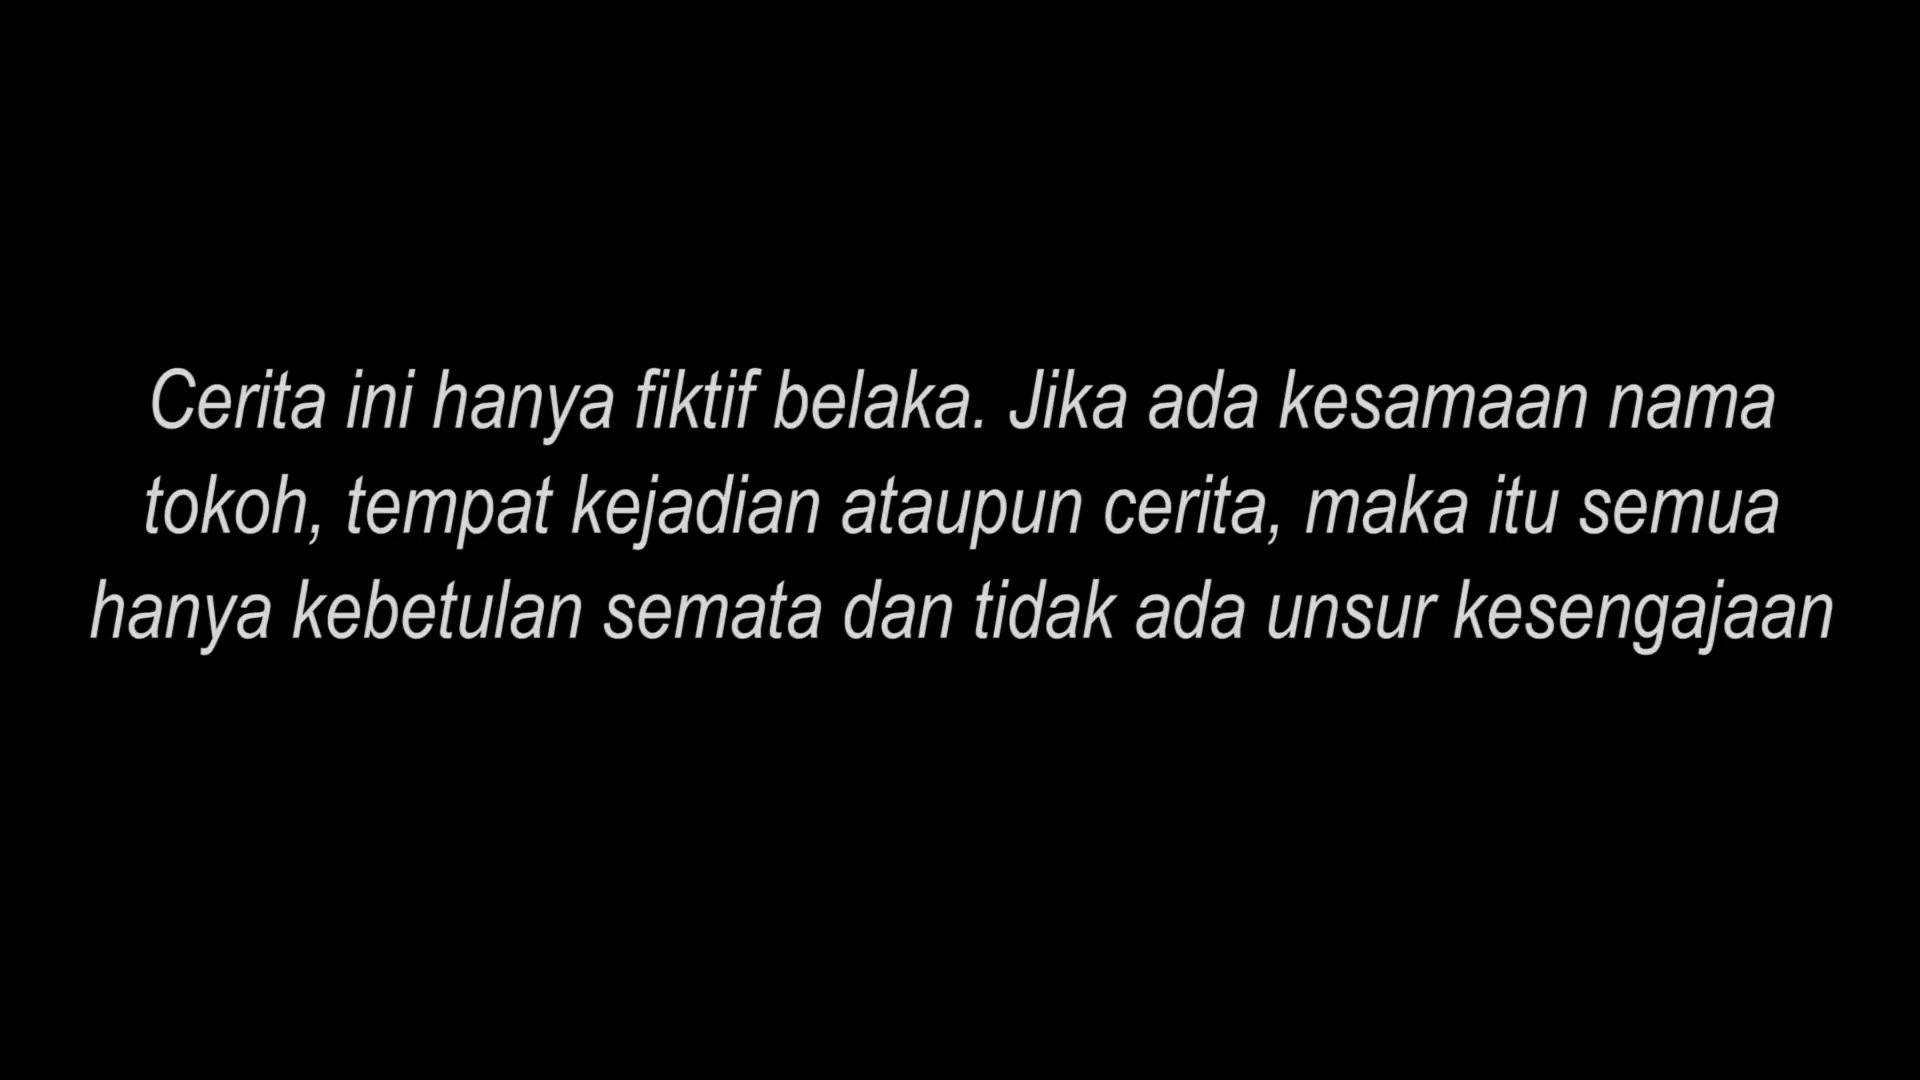 Cerita ini hanya fiktif belaka. Jika ada kesamaan nama
tokoh, tempat kejadian ataupun cerita, maka itu semua
hanya kebetulan semata dan tidak ada unsur kesengajaan